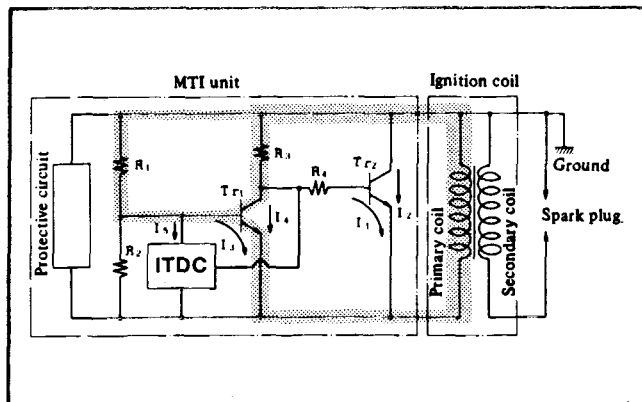 MTI unit
Ignition coil
Protective circuit
R1
R2
R3
R4
Tr1
Tr2
I5
I3
I4
I1
I2
ITDC
Primary coil
Secondary coil
Ground
Spark plug.